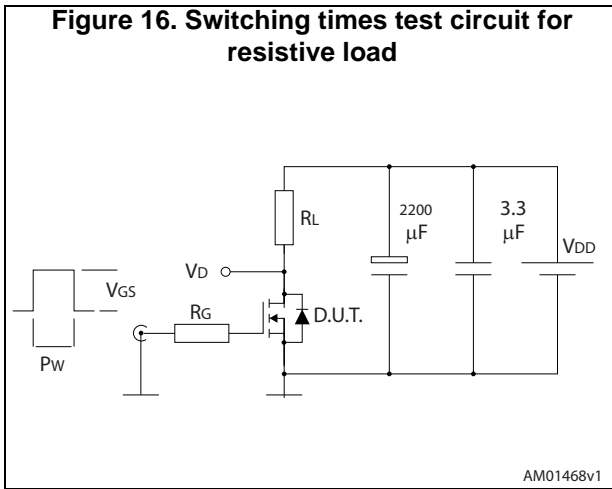 Figure 16. Switching times test circuit for
resistive load
RL
2200
μF
3.3
μF
VDD
VD
VGS
RG
D.U.T.
PW
AM01468v1